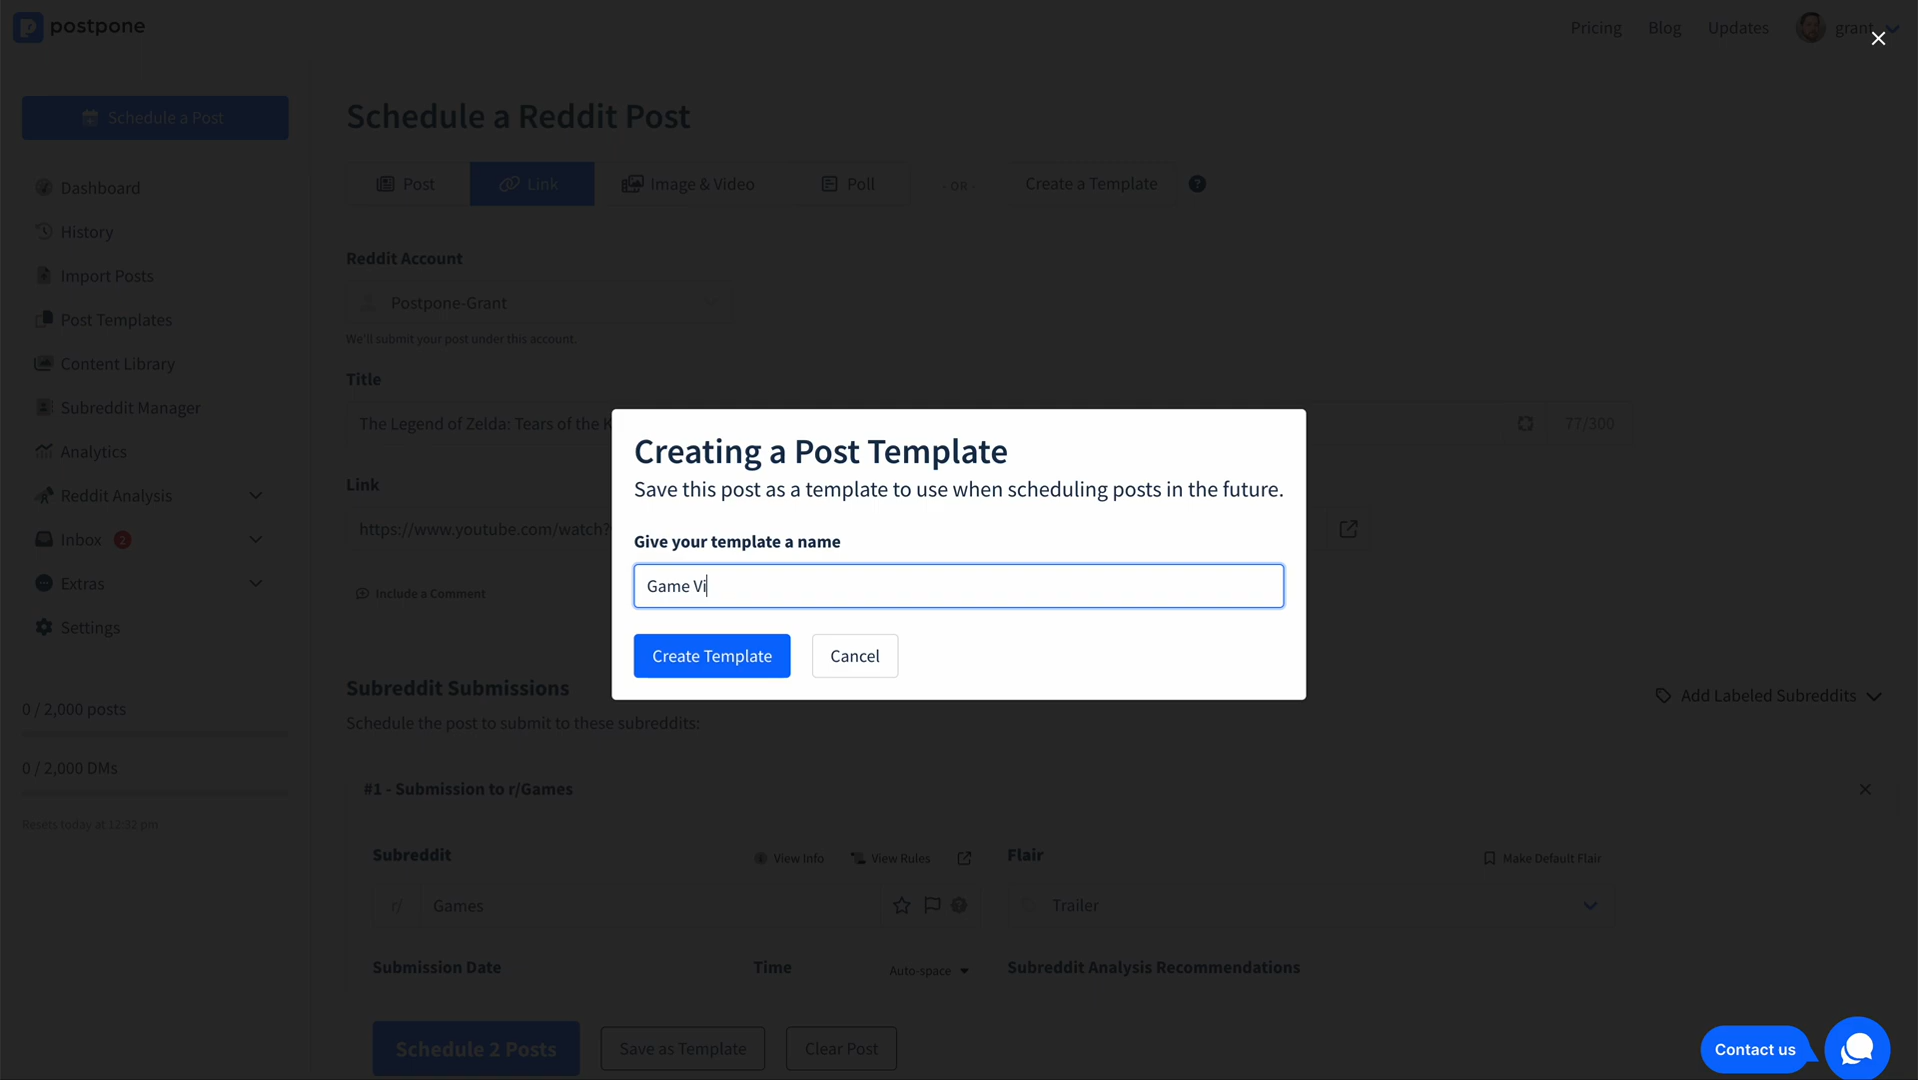 postpone
Pricing
Blog
Updates
grant
Schedule a Post
Dashboard
History
Import Posts
Post Templates
Content Library
Subreddit Manager
Analytics
Reddit Analysis
Inbox 2
Extras
Settings
0 / 2,000 posts
0 / 2,000 DMs
Resets today at 12:32 pm
Schedule a Reddit Post
Post
Link
Image & Video
Poll
- OR -
Create a Template
?
Reddit Account
Postpone-Grant
We'll submit your post under this account.
Title
The Legend of Zelda: Tears of the
77/300
Link
https://www.youtube.com/watch?
Include a Comment
Creating a Post Template
Save this post as a template to use when scheduling posts in the future.
Give your template a name
Game Vi
Create Template
Cancel
Subreddit Submissions
Schedule the post to submit to these subreddits:
Add Labeled Subreddits
#1 - Submission to r/Games
Subreddit
View Info
View Rules
r/
Games
Flair
Make Default Flair
Trailer
Submission Date
Time
Auto-space
Subreddit Analysis Recommendations
Schedule 2 Posts
Save as Template
Clear Post
Contact us